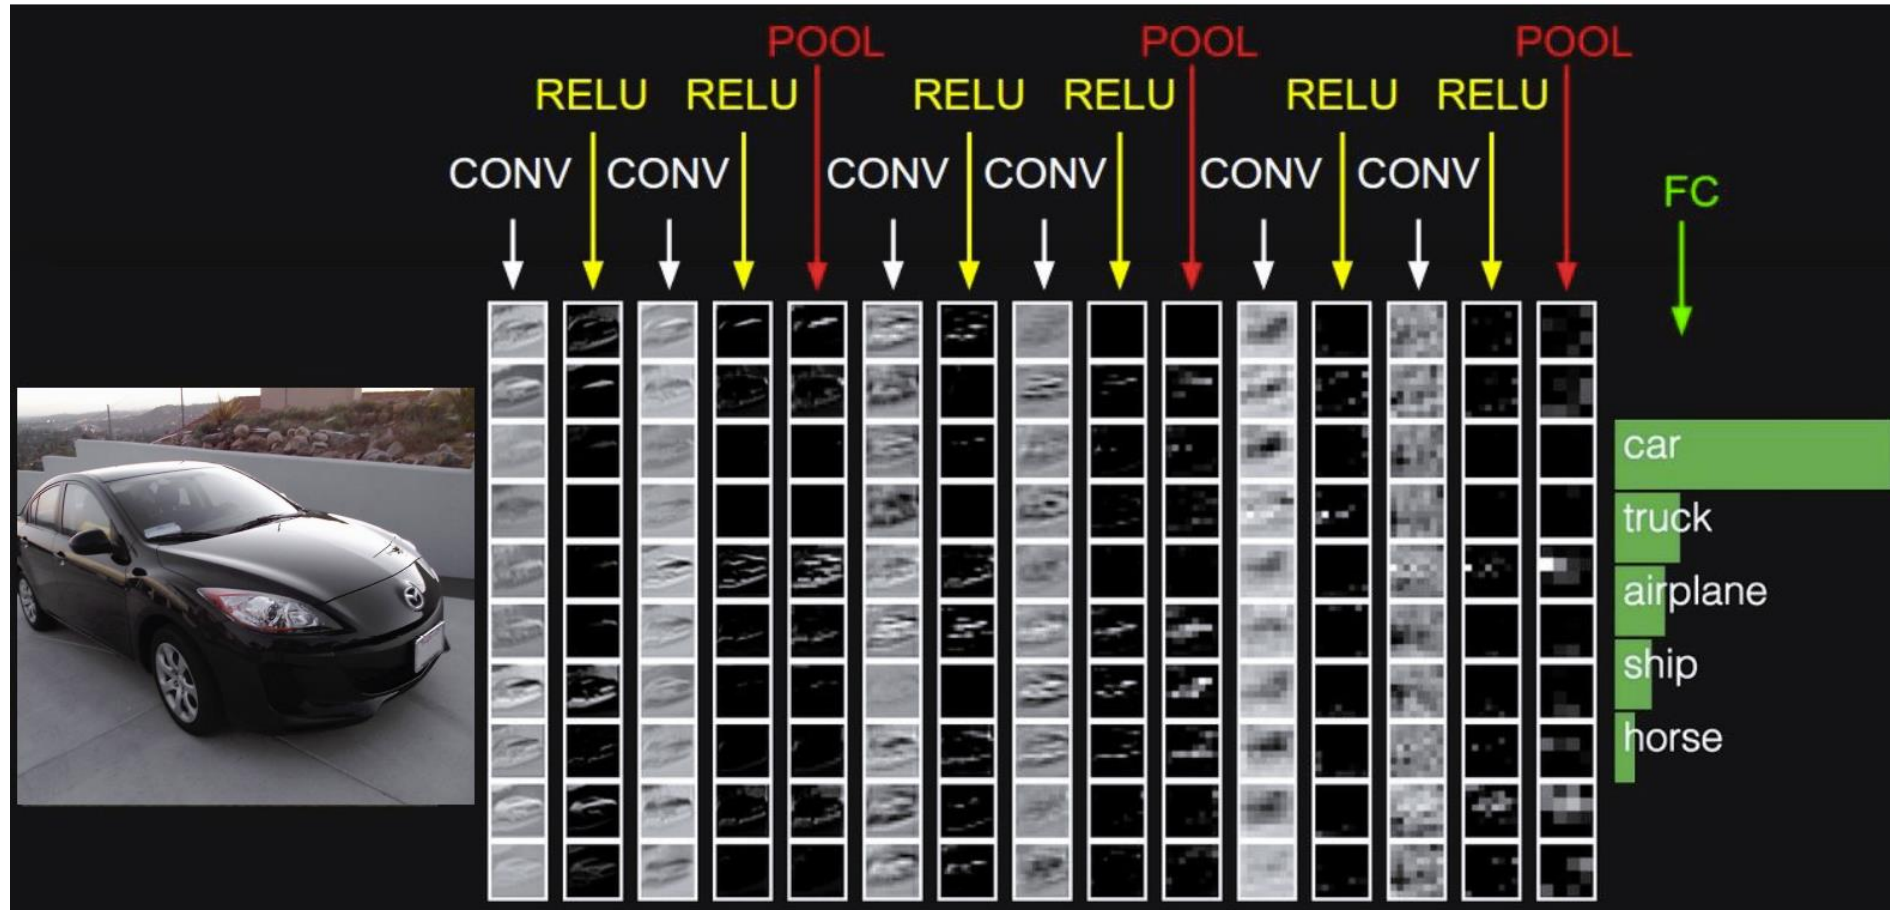 POOL POOL POOL
RELU RELU RELU RELU RELU RELU
CONV CONV CONV CONV CONV CONV
FC
car
truck
airplane
ship
horse